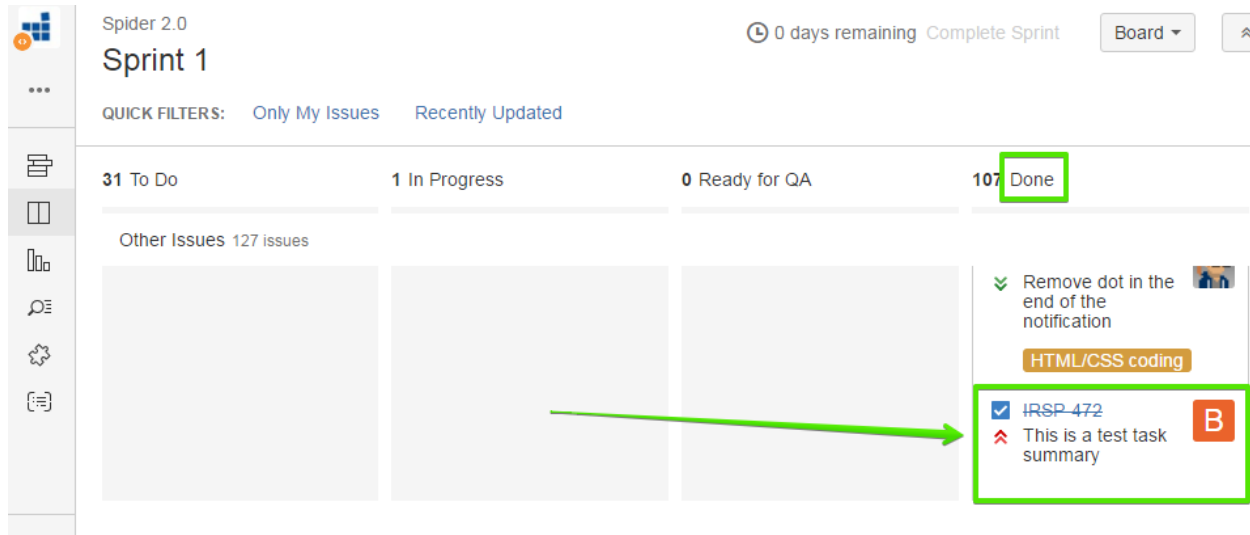 Spider 2.0
Sprint 1
0 days remaining Complete Sprint
Board
QUICK FILTERS: Only My Issues Recently Updated
31 To Do
1 In Progress
0 Ready for QA
107 Done
Other Issues 127 issues
Remove dot in the
end of the
notification
HTML/CSS coding
IRSP-472
B
This is a test task
summary